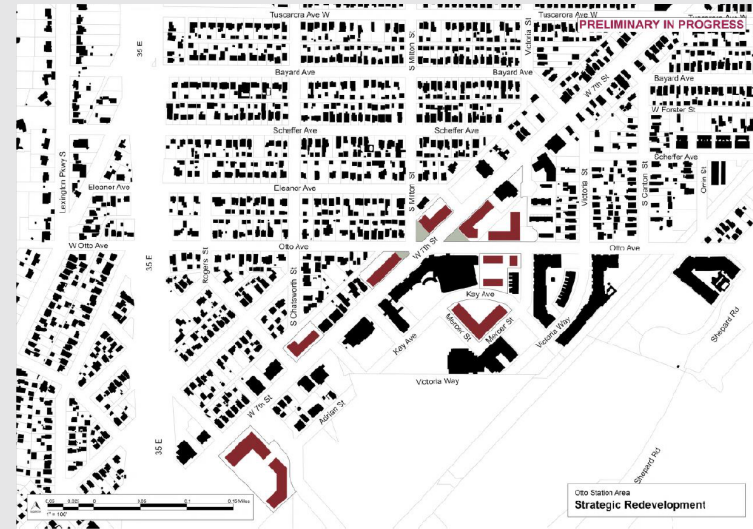 Tuscarora Ave W
Tuscarora Ave W
PRELIMINARY IN PROGRESS
35 E
S Milton St
Victoria St
W 7th St
Bayard Ave
Bayard Ave
Bayard Ave
W Forster St
Scheffer Ave
Scheffer Ave
Scheffer Ave
Lexington Pkwy S
Eleanor Ave
Eleanor Ave
S Milton St
Victoria St
S Canton St
Orrin St
W Otto Ave
Otto Ave
W 7th St
Otto Ave
35 E
Rogers St
S Chatsworth St
Kay Ave
Mercer St
Mercer St
Victoria Way
Shepard Rd
Kay Ave
Victoria Way
W 7th St
Adrian St
35 E
Shepard Rd
Otto Station Area
Strategic Redevelopment